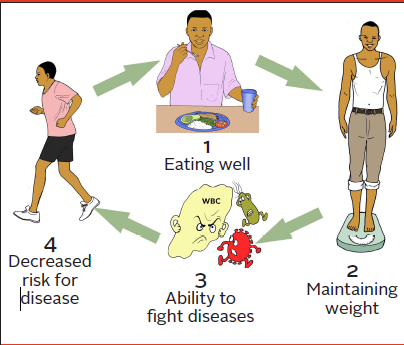 1
Eating well
2
Maintaining
weight
WBC
3
Ability to
fight diseases
4
Decreased
risk for
disease